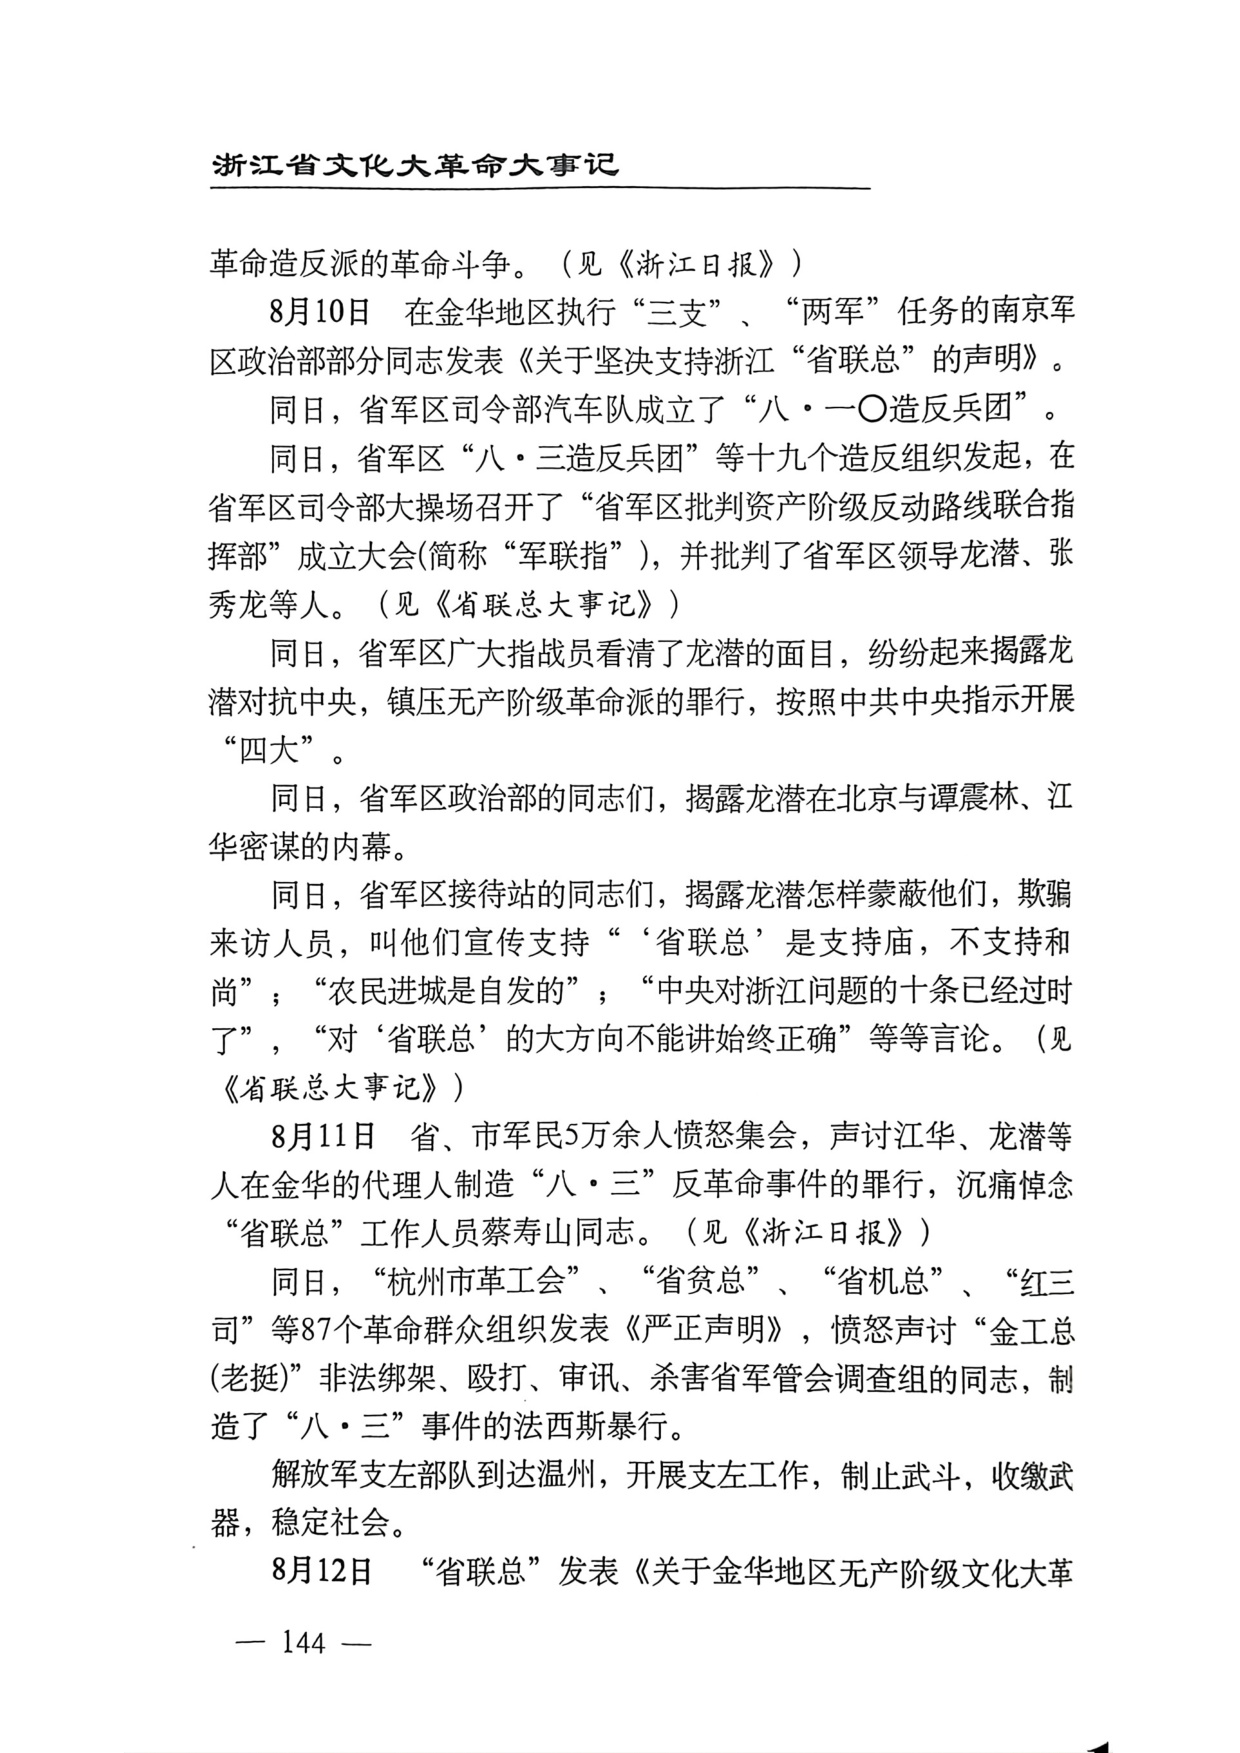 浙江省文化大革命大事记
革命造反派的革命斗争。（见《浙江日报》）
8月10日　在金华地区执行“三支”、“两军”任务的南京军
区政治部部分同志发表《关于坚决支持浙江“省联总”的声明》。
同日，省军区司令部汽车队成立了“八·一〇造反兵团”。
同日，省军区“八·三造反兵团”等十九个造反组织发起，在
省军区司令部大操场召开了“省军区批判资产阶级反动路线联合指
挥部”成立大会(简称“军联指”)，并批判了省军区领导龙潜、张
秀龙等人。（见《省联总大事记》）
同日，省军区广大指战员看清了龙潜的面目，纷纷起来揭露龙
潜对抗中央，镇压无产阶级革命派的罪行，按照中共中央指示开展
“四大”。
同日，省军区政治部的同志们，揭露龙潜在北京与谭震林、江
华密谋的内幕。
同日，省军区接待站的同志们，揭露龙潜怎样蒙蔽他们，欺骗
来访人员，叫他们宣传支持“‘省联总’是支持庙，不支持和
尚”；“农民进城是自发的”；“中央对浙江问题的十条已经过时
了”，“对‘省联总’的大方向不能讲始终正确”等等言论。（见
《省联总大事记》）
8月11日　省、市军民5万余人愤怒集会，声讨江华、龙潜等
人在金华的代理人制造“八·三”反革命事件的罪行，沉痛悼念
“省联总”工作人员蔡寿山同志。（见《浙江日报》）
同日，“杭州市革工会”、“省贫总”、“省机总”、“红三
司”等87个革命群众组织发表《严正声明》，愤怒声讨“金工总
(老挺)”非法绑架、殴打、审讯、杀害省军管会调查组的同志，制
造了“八·三”事件的法西斯暴行。
解放军支左部队到达温州，开展支左工作，制止武斗，收缴武
器，稳定社会。
8月12日　“省联总”发表《关于金华地区无产阶级文化大革
— 144 —